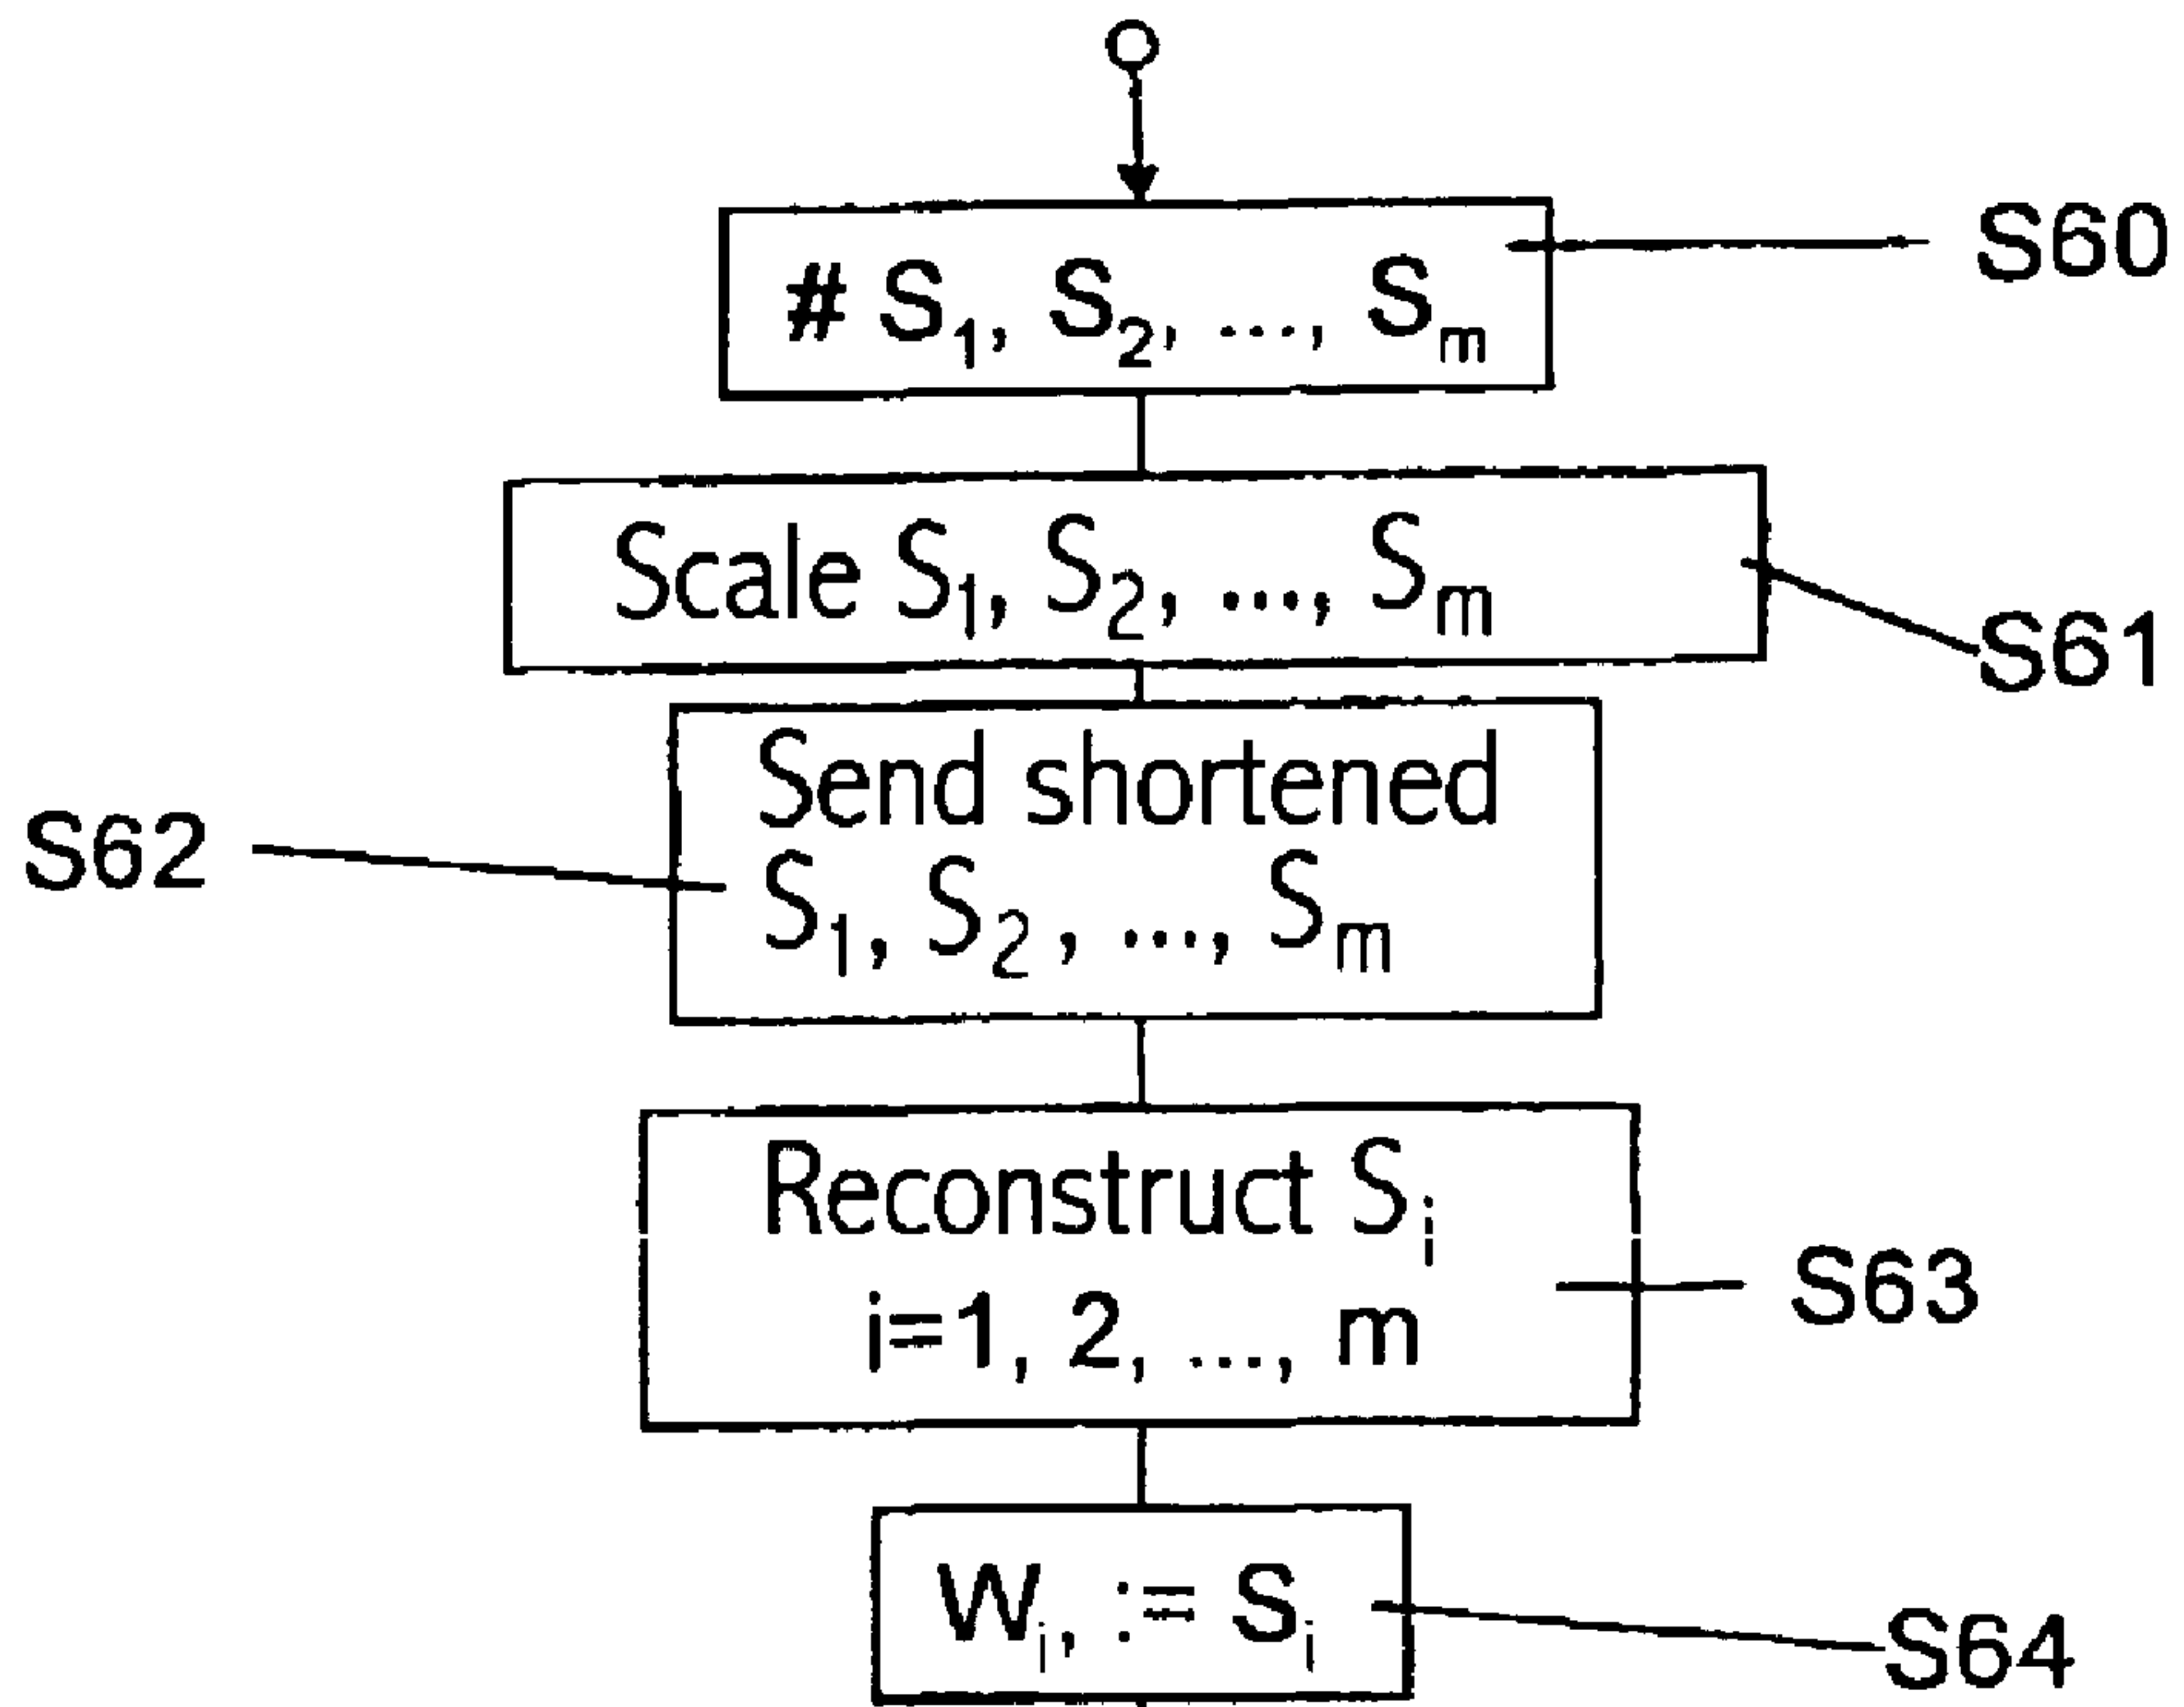 # S₁, S₂, ..., Sₘ
S60
Scale S₁, S₂, ..., Sₘ
S61
Send shortened
S₁, S₂, ..., Sₘ
S62
Reconstruct Sᵢ
i=1, 2, ..., m
S63
Wᵢ, := Sᵢ
S64